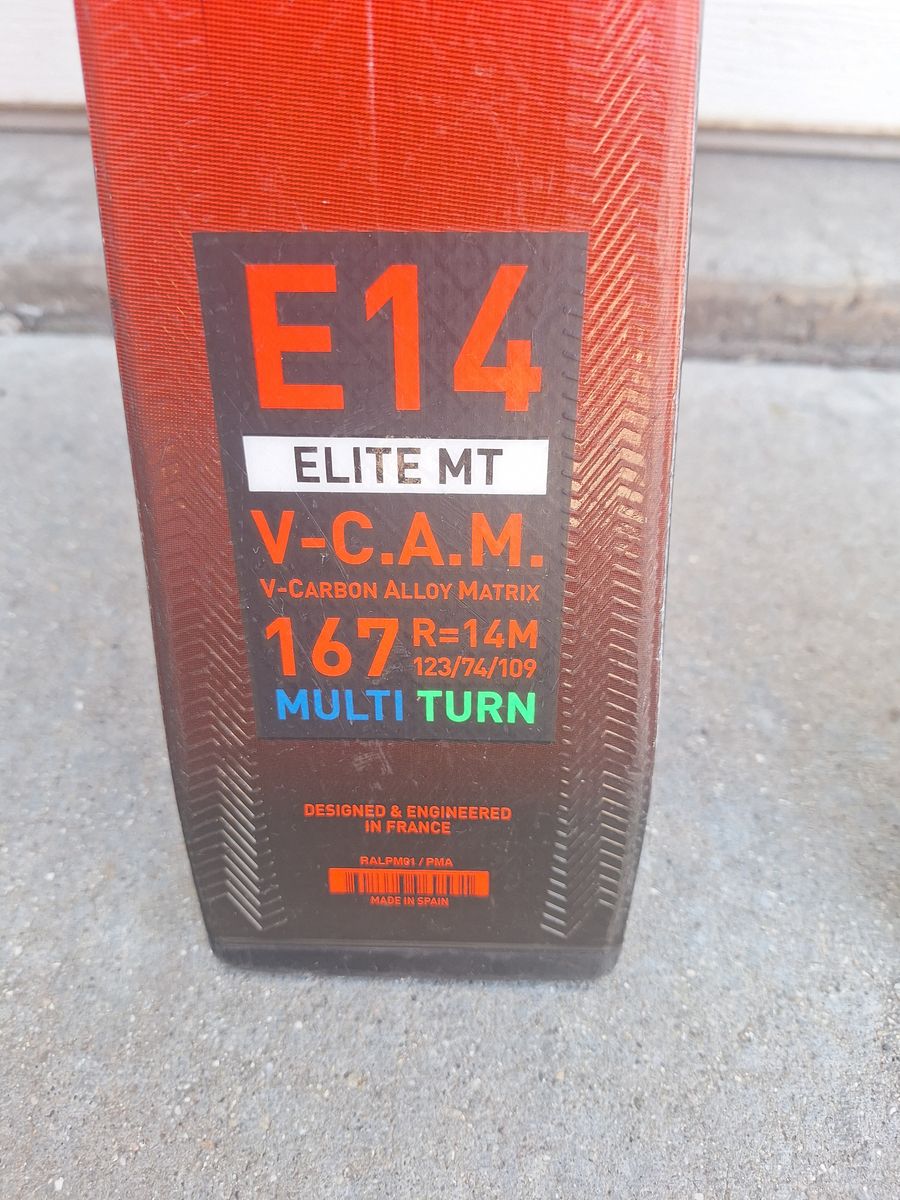 E14
ELITE MT
V-C.A.M.
V-CARBON ALLOY MATRIX
167 R=14M
123/74/109
MULTI TURN
DESIGNED & ENGINEERED
IN FRANCE
RALPM01 / PMA
MADE IN SPAIN